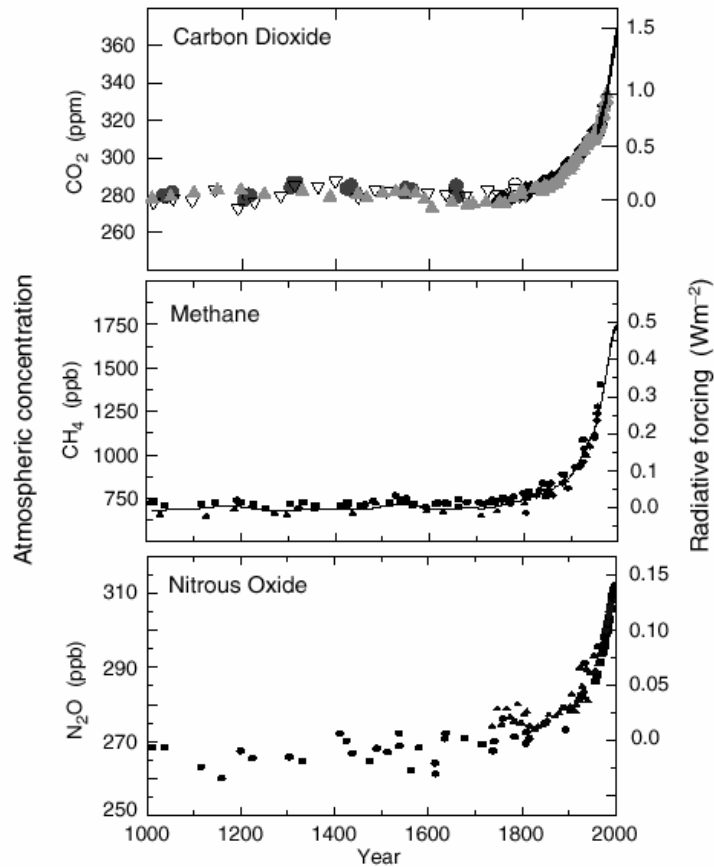 Carbon Dioxide
CO₂ (ppm)
360
340
320
300
280
260
1.5
1.0
0.5
0.0
Methane
CH₄ (ppb)
1750
1500
1250
1000
750
0.5
0.4
0.3
0.2
0.1
0.0
Nitrous Oxide
N₂O (ppb)
310
290
270
250
0.15
0.10
0.05
0.0
Atmospheric concentration
Radiative forcing (Wm⁻²)
1000 1200 1400 1600 1800 2000
Year